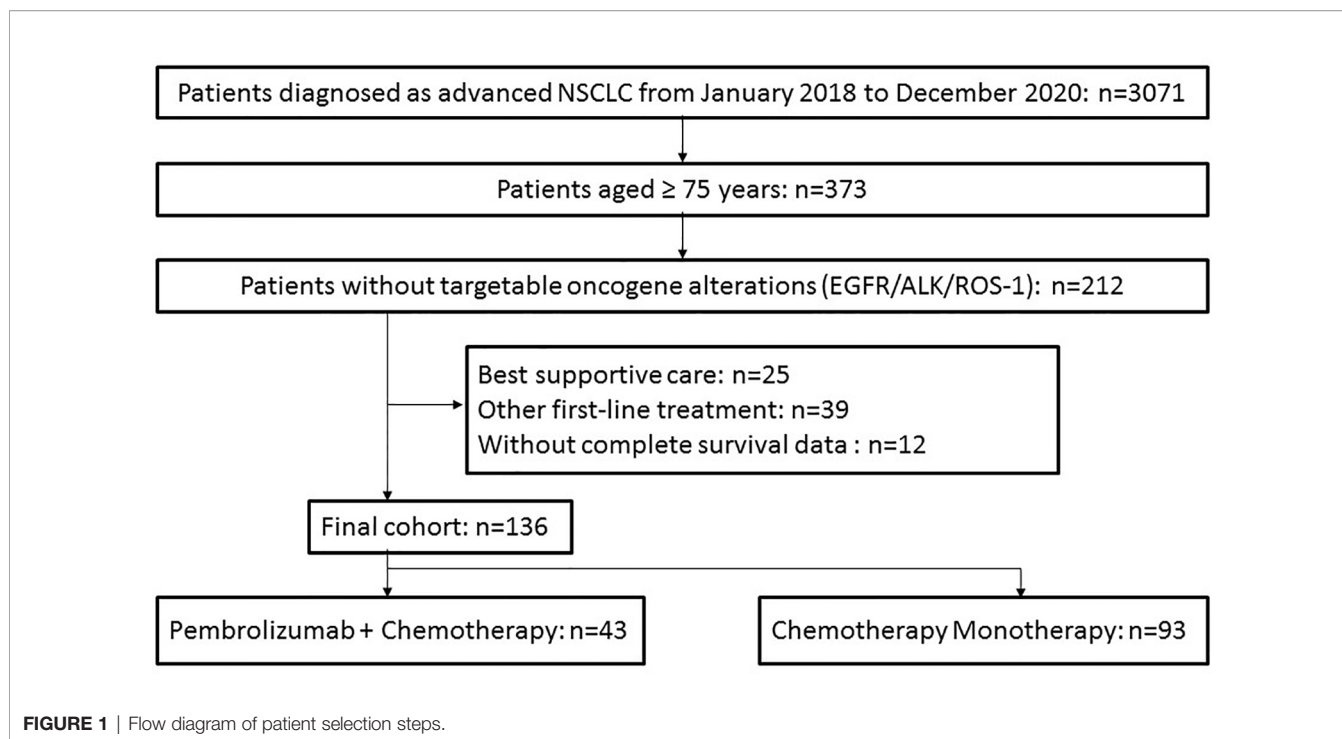 Patients diagnosed as advanced NSCLC from January 2018 to December 2020: n=3071
Patients aged ≥ 75 years: n=373
Patients without targetable oncogene alterations (EGFR/ALK/ROS-1): n=212
Best supportive care: n=25
Other first-line treatment: n=39
Without complete survival data : n=12
Final cohort: n=136
Pembrolizumab + Chemotherapy: n=43
Chemotherapy Monotherapy: n=93
FIGURE 1 | Flow diagram of patient selection steps.